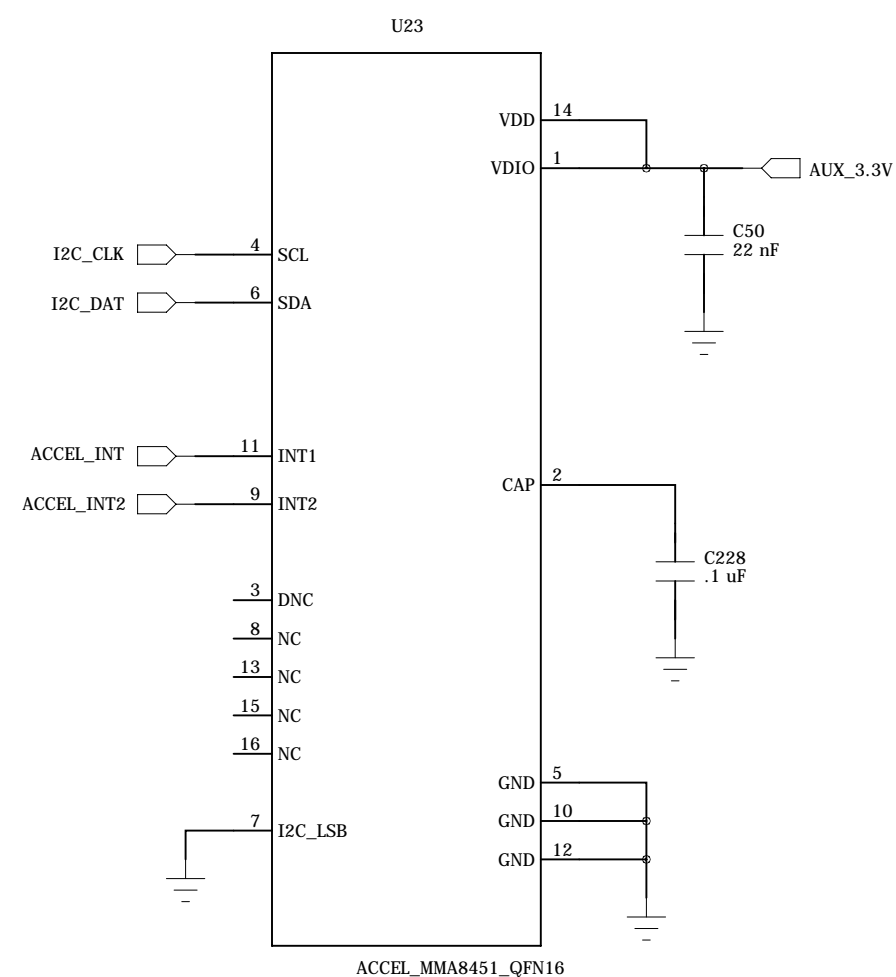 U23
VDD
14
VDIO
1
AUX_3.3V
C50
22 nF
I2C_CLK
4
SCL
I2C_DAT
6
SDA
ACCEL_INT
11
INT1
ACCEL_INT2
9
INT2
CAP
2
C228
.1 uF
3
DNC
8
NC
13
NC
15
NC
16
NC
GND
5
GND
10
GND
12
7
I2C_LSB
ACCEL_MMA8451_QFN16